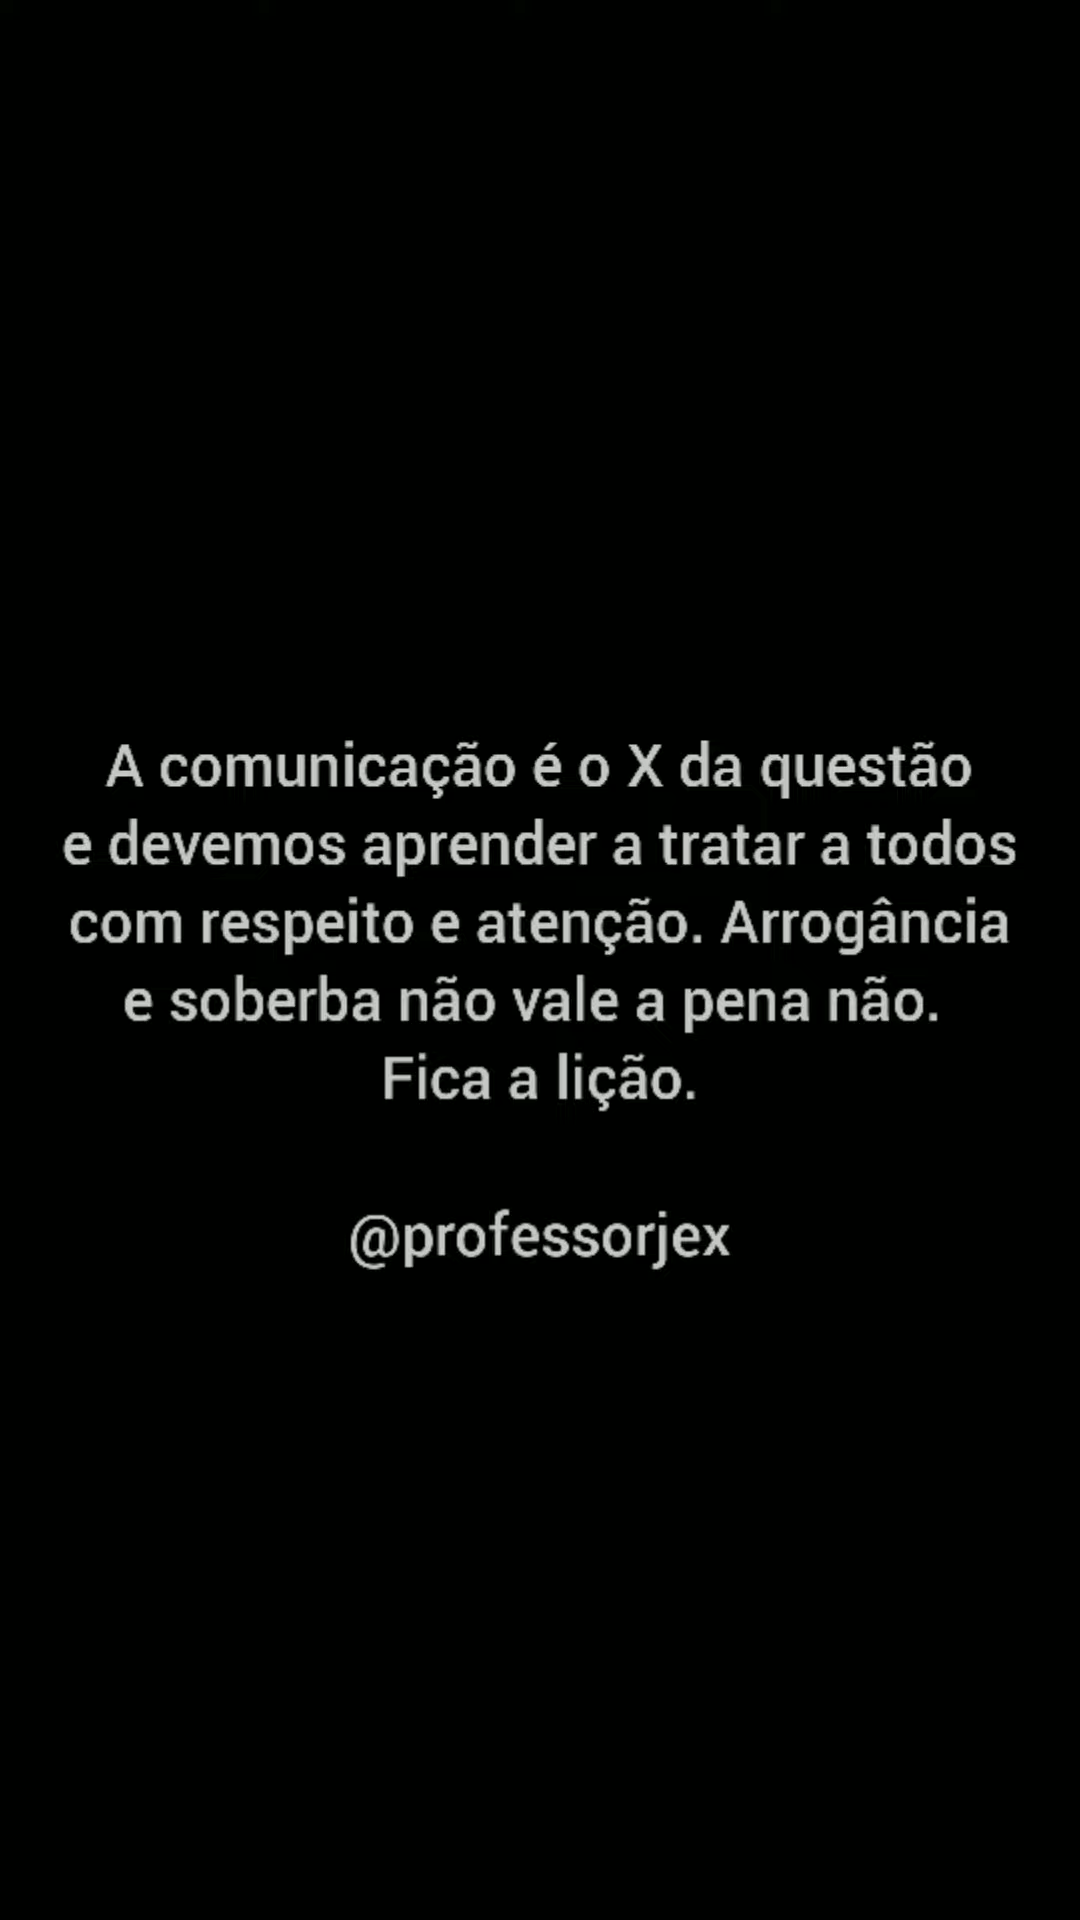 A comunicação é o X da questão
e devemos aprender a tratar a todos
com respeito e atenção. Arrogância
e soberba não vale a pena não.
Fica a lição.
@professorjex